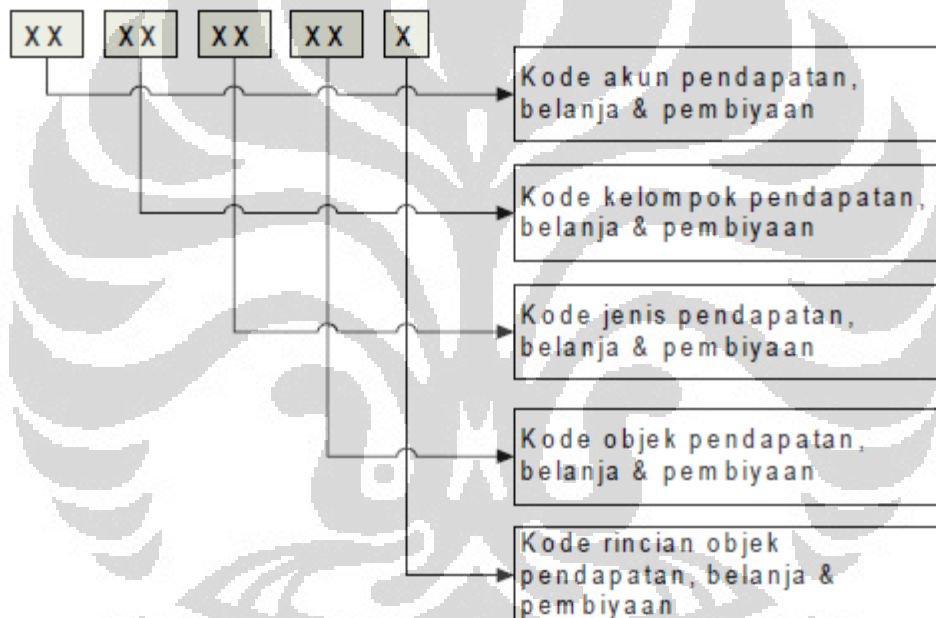 XX XX XX XX X
Kode akun pendapatan,
belanja & pembiyaan
Kode kelompok pendapatan,
belanja & pembiyaan
Kode jenis pendapatan,
belanja & pembiyaan
Kode objek pendapatan,
belanja & pembiyaan
Kode rincian objek
pendapatan, belanja &
pembiyaan